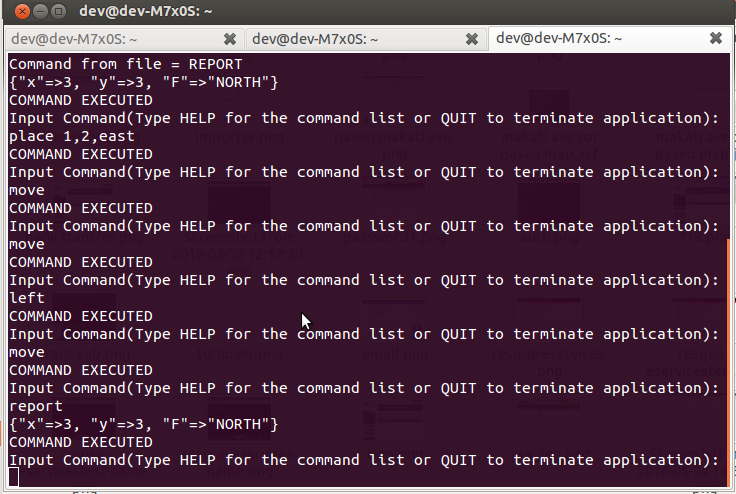 dev@dev-M7x0S: ~
dev@dev-M7x0S: ~
dev@dev-M7x0S: ~
dev@dev-M7x0S: ~
Command from file = REPORT
{"x"=>3, "y"=>3, "F"=>"NORTH"}
COMMAND EXECUTED
Input Command(Type HELP for the command list or QUIT to terminate application):
place 1,2,east
COMMAND EXECUTED
Input Command(Type HELP for the command list or QUIT to terminate application):
move
COMMAND EXECUTED
Input Command(Type HELP for the command list or QUIT to terminate application):
move
COMMAND EXECUTED
Input Command(Type HELP for the command list or QUIT to terminate application):
left
COMMAND EXECUTED
Input Command(Type HELP for the command list or QUIT to terminate application):
move
COMMAND EXECUTED
Input Command(Type HELP for the command list or QUIT to terminate application):
report
{"x"=>3, "y"=>3, "F"=>"NORTH"}
COMMAND EXECUTED
Input Command(Type HELP for the command list or QUIT to terminate application):